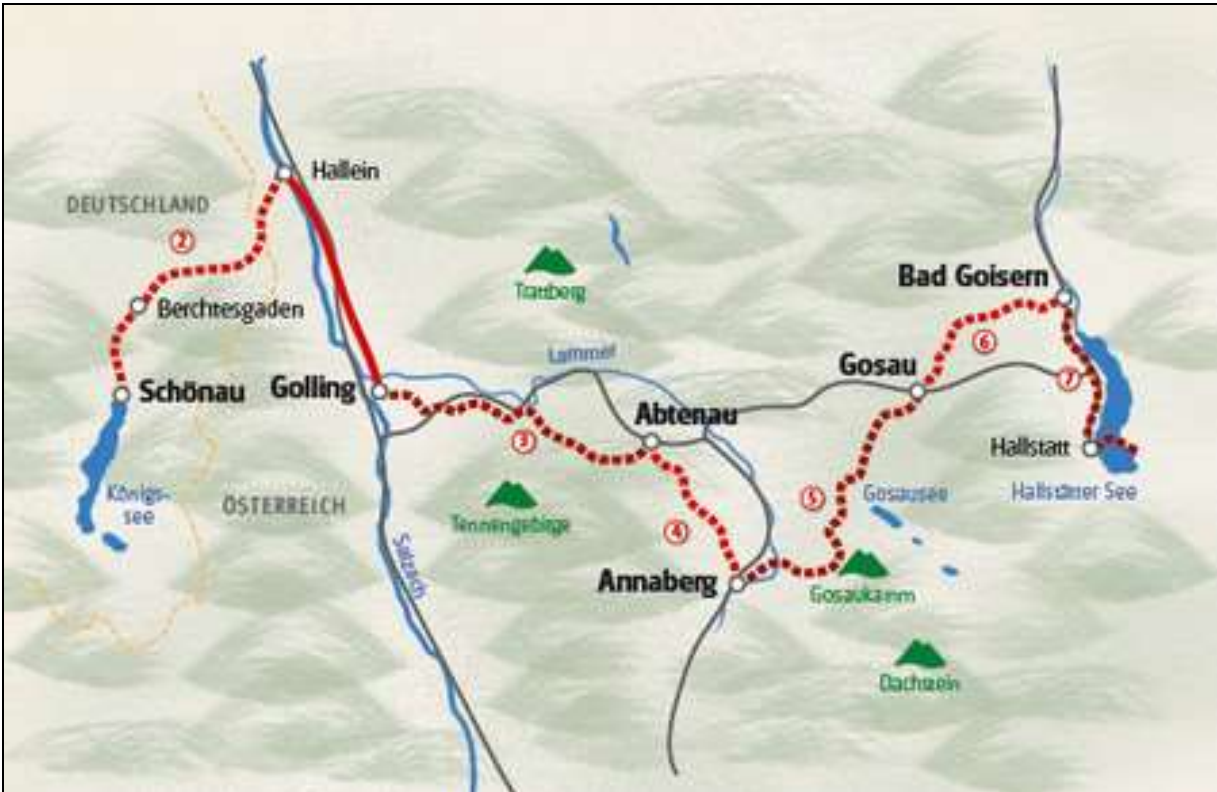 Hallein
DEUTSCHLAND
②
Trattberg
Bad Goisern
Berchtesgaden
⑥
Lammer
Gosau
Schönau
Golling
⑦
Abtenau
③
Hallstatt
Königs-
see
ÖSTERREICH
Tennengebirge
⑤
Gosausee
Hallstätter See
④
Salzach
Annaberg
Gosaukamm
Dachstein